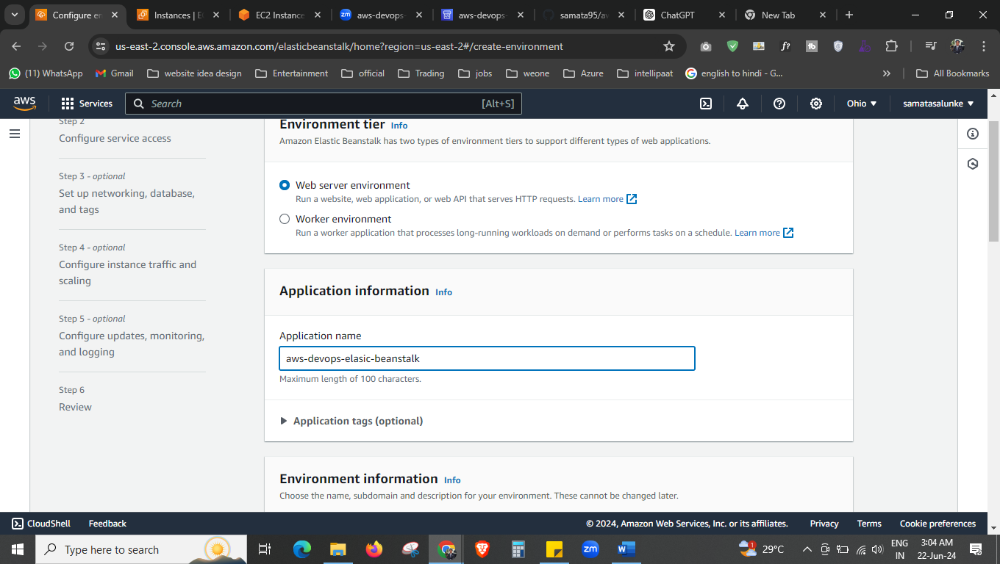 Configure en
Instances | E
EC2 Instance
zm
aws-devops-
aws-devops-
samata95/aw
ChatGPT
New Tab
us-east-2.console.aws.amazon.com/elasticbeanstalk/home?region=us-east-2#/create-environment
f?
(11) WhatsApp
Gmail
website idea design
Entertainment
official
Trading
jobs
weone
Azure
intellipaat
english to hindi - G...
All Bookmarks
aws
Services
Search
[Alt+S]
Ohio
samatasalunke
Step 2
Configure service access
Step 3 - optional
Set up networking, database,
and tags
Step 4 - optional
Configure instance traffic and
scaling
Step 5 - optional
Configure updates, monitoring,
and logging
Step 6
Review
Environment tier Info
Amazon Elastic Beanstalk has two types of environment tiers to support different types of web applications.
Web server environment
Run a website, web application, or web API that serves HTTP requests. Learn more
Worker environment
Run a worker application that processes long-running workloads on demand or performs tasks on a schedule. Learn more
Application information Info
Application name
aws-devops-elasic-beanstalk
Maximum length of 100 characters.
Application tags (optional)
Environment information Info
Choose the name, subdomain and description for your environment. These cannot be changed later.
CloudShell
Feedback
© 2024, Amazon Web Services, Inc. or its affiliates.
Privacy
Terms
Cookie preferences
Type here to search
zm
1
29°C
ENG
IN
3:04 AM
22-Jun-24